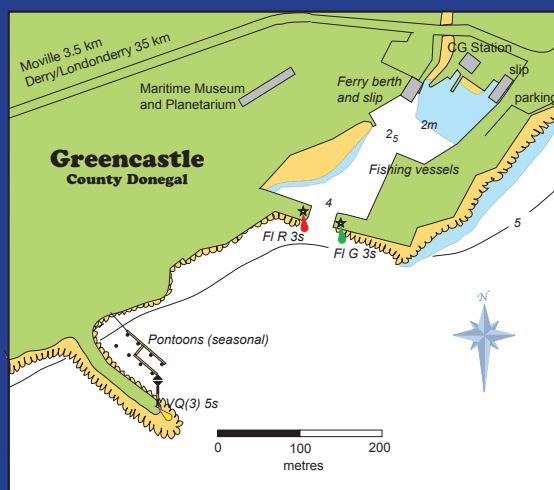 Moville 3.5 km
Derry/Londonderry 35 km
CG Station
slip
Maritime Museum
and Planetarium
Ferry berth
and slip
parking
2m
2₅
Greencastle
County Donegal
Fishing vessels
4
5
Fl R 3s
Fl G 3s
N
Pontoons (seasonal)
VQ(3) 5s
0 100 200
metres